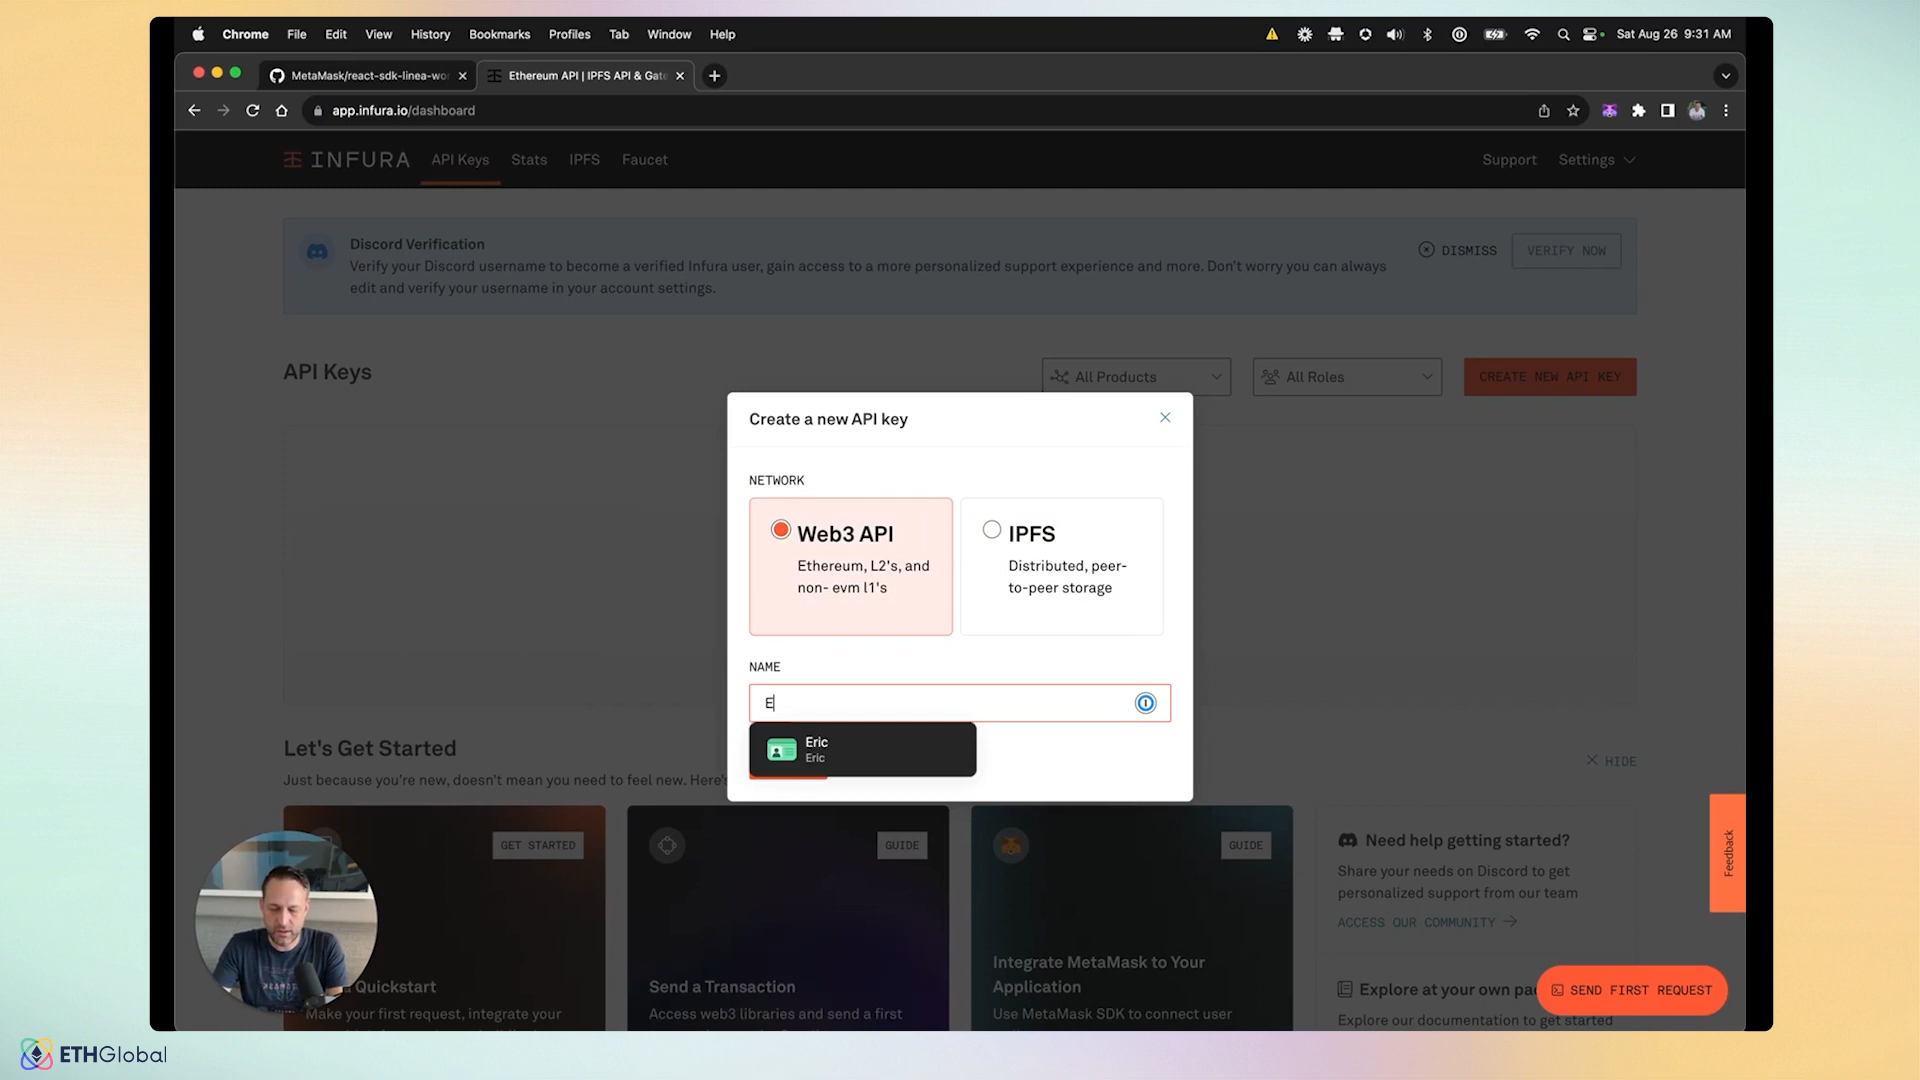 Chrome File Edit View History Bookmarks Profiles Tab Window Help Sat Aug 26 9:31 AM
MetaMask/react-sdk-linea-wo Ethereum API | IPFS API & Gate
app.infura.io/dashboard
INFURA API Keys Stats IPFS Faucet Support Settings
Discord Verification
Verify your Discord username to become a verified Infura user, gain access to a more personalized support experience and more. Don't worry you can always
edit and verify your username in your account settings.
DISMISS VERIFY NOW
API Keys All Products All Roles CREATE NEW API KEY
Create a new API key
NETWORK
Web3 API
Ethereum, L2's, and
non- evm l1's
IPFS
Distributed, peer-
to-peer storage
NAME
E
Eric
Eric
Let's Get Started
HIDE
Just because you're new, doesn't mean you need to feel new. Here's
GET STARTED
Quickstart
Make your first request, integrate your
GUIDE
Send a Transaction
Access web3 libraries and send a first
GUIDE
Integrate MetaMask to Your
Application
Use MetaMask SDK to connect user
Need help getting started?
Share your needs on Discord to get
personalized support from our team
ACCESS OUR COMMUNITY
Explore at your own pa
Explore our documentation to get started
Feedback
SEND FIRST REQUEST
ETHGlobal